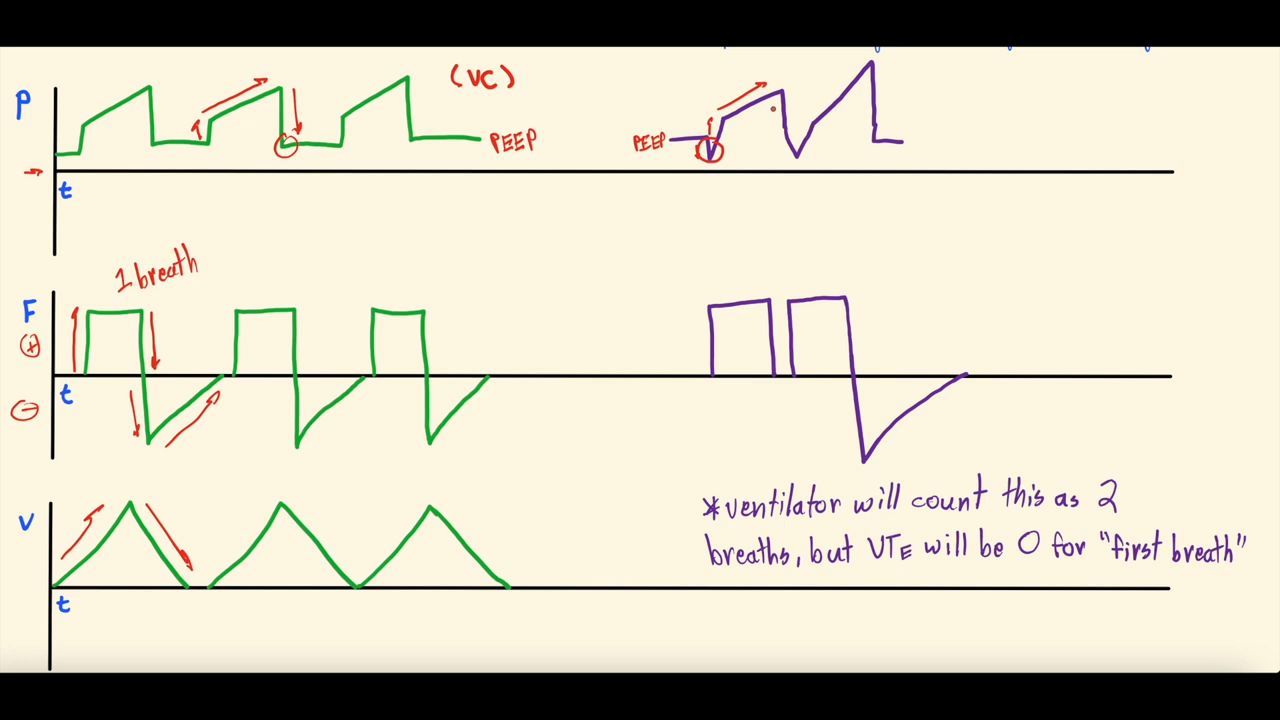 (VC)
P
PEEP
PEEP
t
1 breath
F
+
t
-
V
*ventilator will count this as 2
breaths, but VTE will be 0 for "first breath"
t